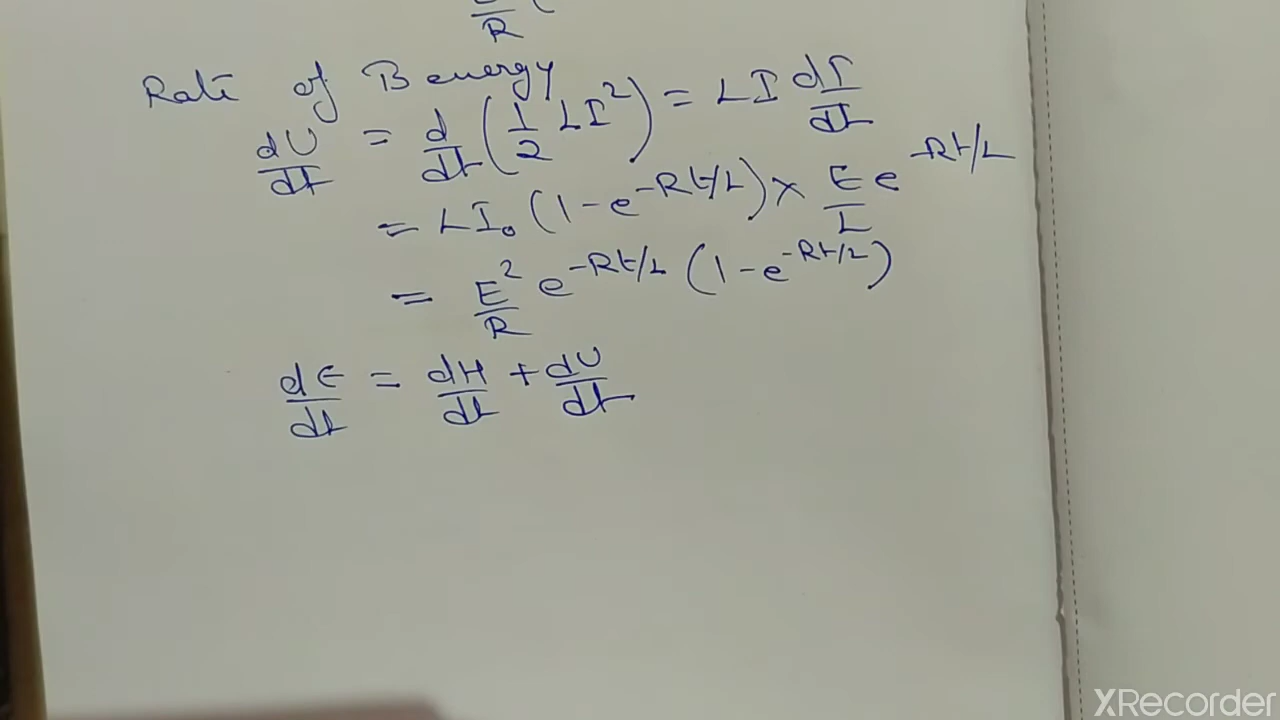 E/R (
Rate of B energy
dU/dt = d/dt (1/2 LI²) = LI dI/dt
= LI₀ (1-e^-Rt/L) × E/L e^-Rt/L
= E²/R e^-Rt/L (1-e^-Rt/L)
dE/dt = dH/dt + dU/dt
XRecorder